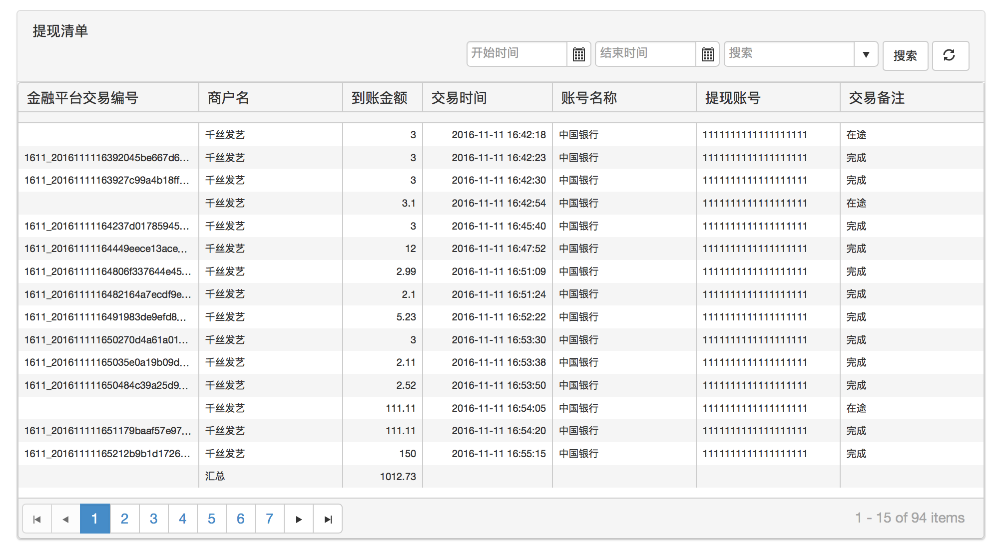 提现清单
开始时间 结束时间 搜索 搜索
金融平台交易编号 商户名 到账金额 交易时间 账号名称 提现账号 交易备注
千丝发艺 3 2016-11-11 16:42:18 中国银行 1111111111111111111 在途
1611_2016111116392045be667d6... 千丝发艺 3 2016-11-11 16:42:23 中国银行 1111111111111111111 完成
1611_20161111163927c99a4b18ff... 千丝发艺 3 2016-11-11 16:42:30 中国银行 1111111111111111111 完成
千丝发艺 3.1 2016-11-11 16:42:54 中国银行 1111111111111111111 在途
1611_20161111164237d01785945... 千丝发艺 3 2016-11-11 16:45:40 中国银行 1111111111111111111 完成
1611_20161111164449eece13ace... 千丝发艺 12 2016-11-11 16:47:52 中国银行 1111111111111111111 完成
1611_20161111164806f337644e45... 千丝发艺 2.99 2016-11-11 16:51:09 中国银行 1111111111111111111 完成
1611_2016111116482164a7ecdf9e... 千丝发艺 2.1 2016-11-11 16:51:24 中国银行 1111111111111111111 完成
1611_2016111116491983de9efd8... 千丝发艺 5.23 2016-11-11 16:52:22 中国银行 1111111111111111111 完成
1611_201611111650270d4a61a01... 千丝发艺 3 2016-11-11 16:53:30 中国银行 1111111111111111111 完成
1611_20161111165035e0a19b09d... 千丝发艺 2.11 2016-11-11 16:53:38 中国银行 1111111111111111111 完成
1611_201611111650484c39a25d9... 千丝发艺 2.52 2016-11-11 16:53:50 中国银行 1111111111111111111 完成
千丝发艺 111.11 2016-11-11 16:54:05 中国银行 1111111111111111111 在途
1611_201611111651179baaf57e97... 千丝发艺 111.11 2016-11-11 16:54:20 中国银行 1111111111111111111 完成
1611_20161111165212b9b1d1726... 千丝发艺 150 2016-11-11 16:55:15 中国银行 1111111111111111111 完成
汇总 1012.73
1 2 3 4 5 6 7 1 - 15 of 94 items